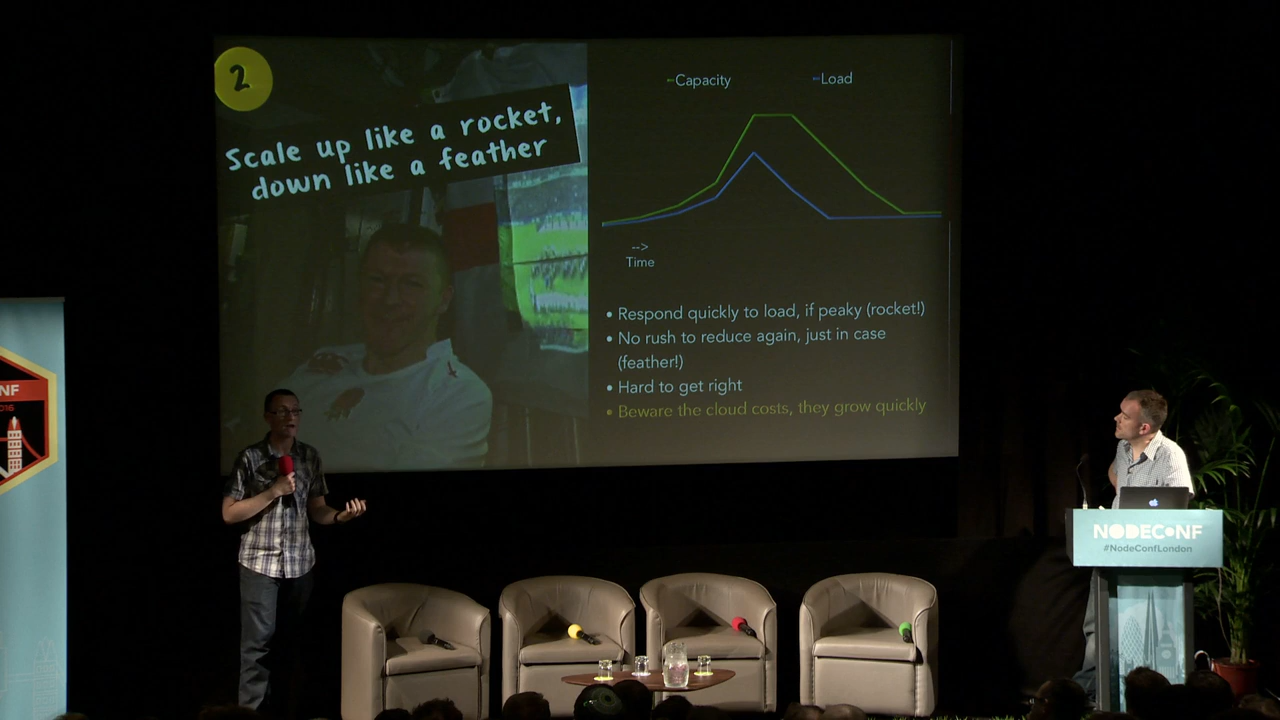 2
Scale up like a rocket,
down like a feather
Capacity
Load
-->
Time
• Respond quickly to load, if peaky (rocket!)
• No rush to reduce again, just in case
(feather!)
• Hard to get right
• Beware the cloud costs, they grow quickly
NF
2016
NODECONF
#NodeConfLondon